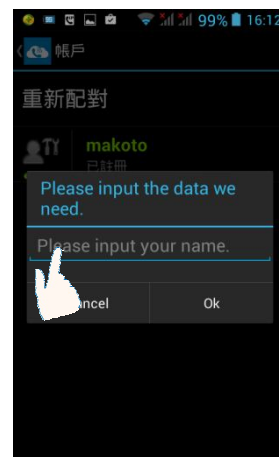 99% 16:12
帳戶
重新配對
makoto
已註冊
Please input the data we
need.
Please input your name.
Cancel Ok